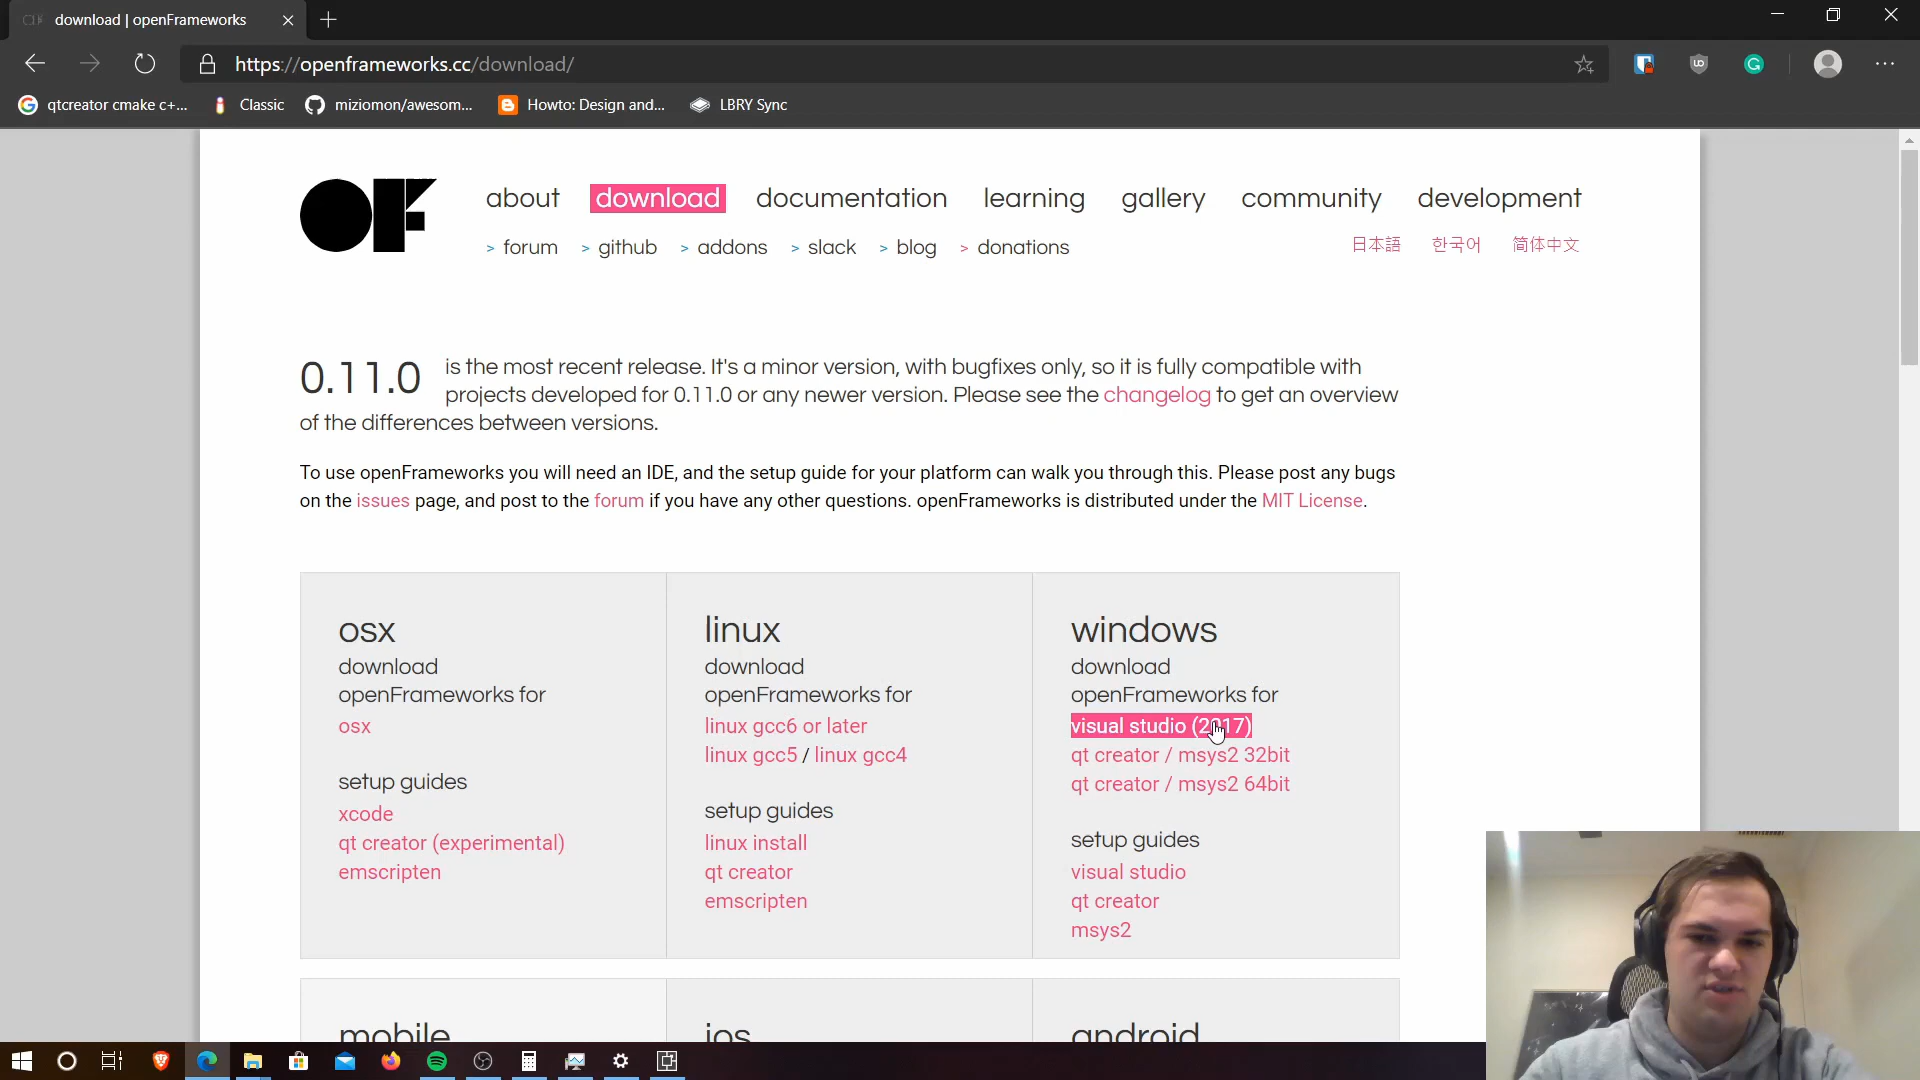 download | openFrameworks
https://openframeworks.cc/download/
qtcreator cmake c+...
Classic
miziomon/awesom...
Howto: Design and...
LBRY Sync
OF
about download documentation learning gallery community development
> forum > github > addons > slack > blog > donations
日本語 한국어 简体中文
0.11.0 is the most recent release. It's a minor version, with bugfixes only, so it is fully compatible with
projects developed for 0.11.0 or any newer version. Please see the changelog to get an overview
of the differences between versions.
To use openFrameworks you will need an IDE, and the setup guide for your platform can walk you through this. Please post any bugs
on the issues page, and post to the forum if you have any other questions. openFrameworks is distributed under the MIT License.
osx
download
openFrameworks for
osx
setup guides
xcode
qt creator (experimental)
emscripten
linux
download
openFrameworks for
linux gcc6 or later
linux gcc5 / linux gcc4
setup guides
linux install
qt creator
emscripten
windows
download
openFrameworks for
visual studio (2017)
qt creator / msys2 32bit
qt creator / msys2 64bit
setup guides
visual studio
qt creator
msys2
mobile
ios
android